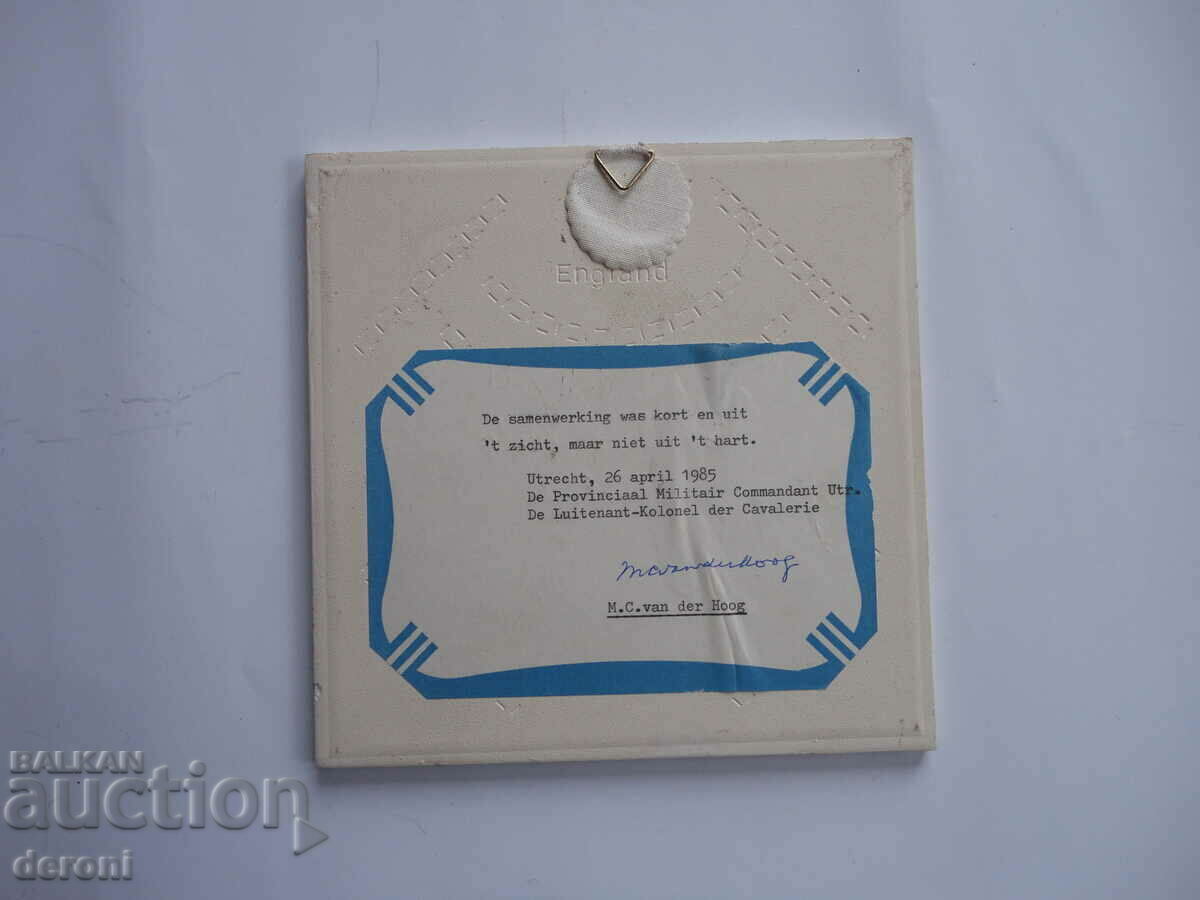 England
De samenwerking was kort en uit
't zicht, maar niet uit 't hart.
Utrecht, 26 april 1985
De Provinciaal Militair Commandant Utr.
De Luitenant-Kolonel der Cavalerie
MCvanderHoog
M.C.van der Hoog
BALKAN
auction
deroni